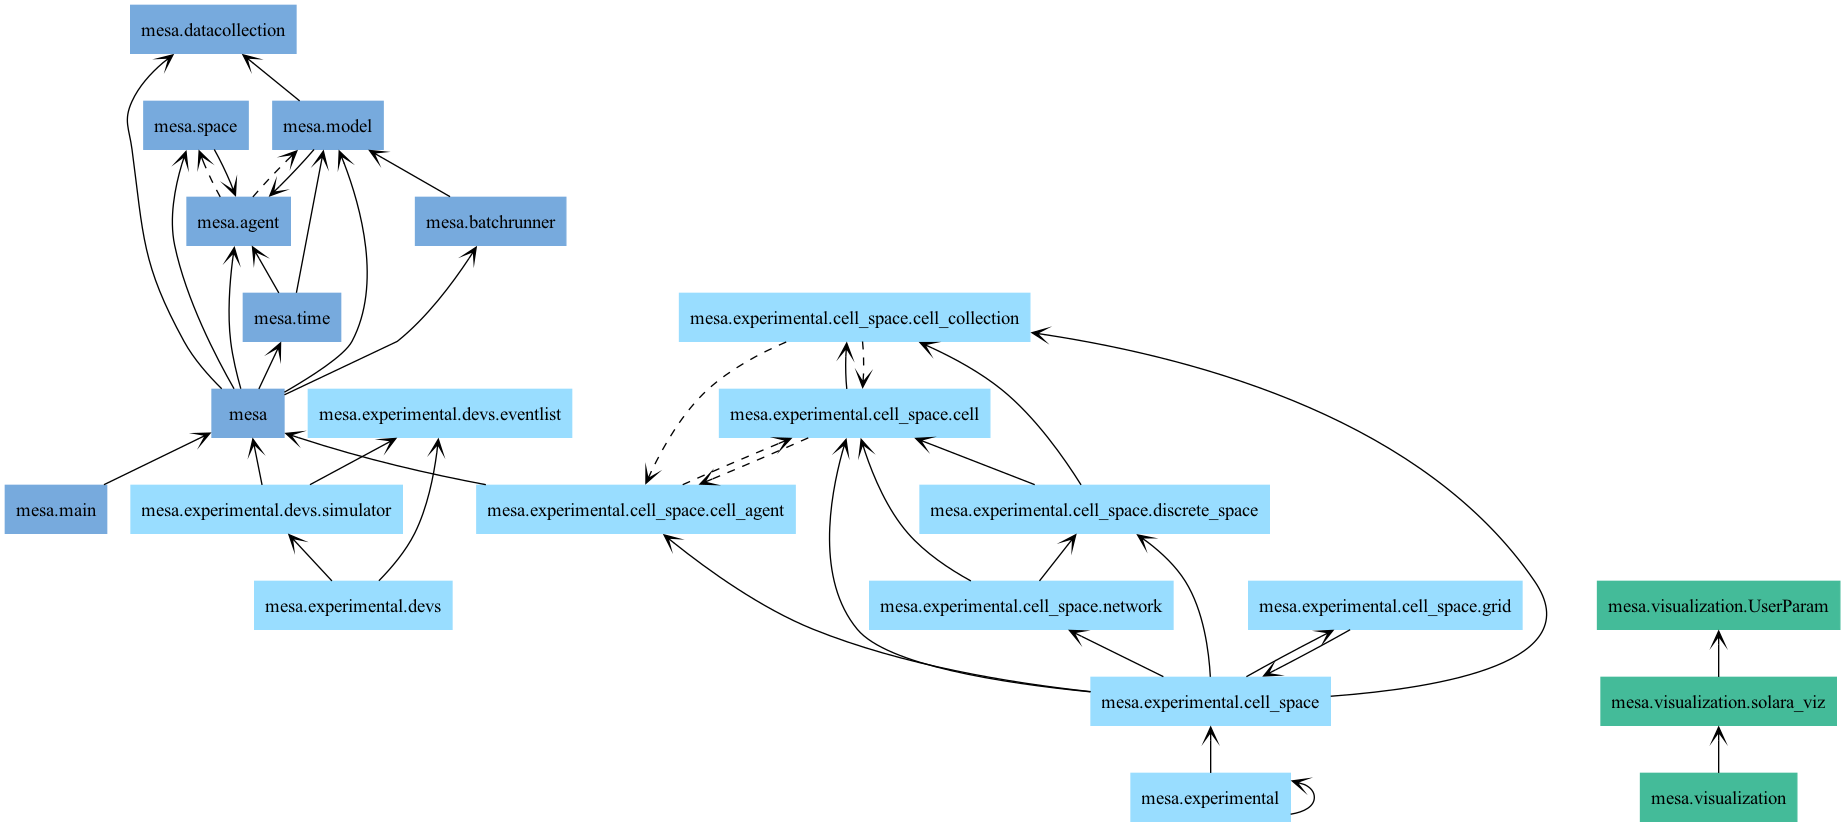 mesa.datacollection
mesa.space
mesa.model
mesa.agent
mesa.batchrunner
mesa.time
mesa.experimental.cell_space.cell_collection
mesa
mesa.experimental.devs.eventlist
mesa.experimental.cell_space.cell
mesa.main
mesa.experimental.devs.simulator
mesa.experimental.cell_space.cell_agent
mesa.experimental.cell_space.discrete_space
mesa.experimental.devs
mesa.experimental.cell_space.network
mesa.experimental.cell_space.grid
mesa.visualization.UserParam
mesa.experimental.cell_space
mesa.visualization.solara_viz
mesa.experimental
mesa.visualization